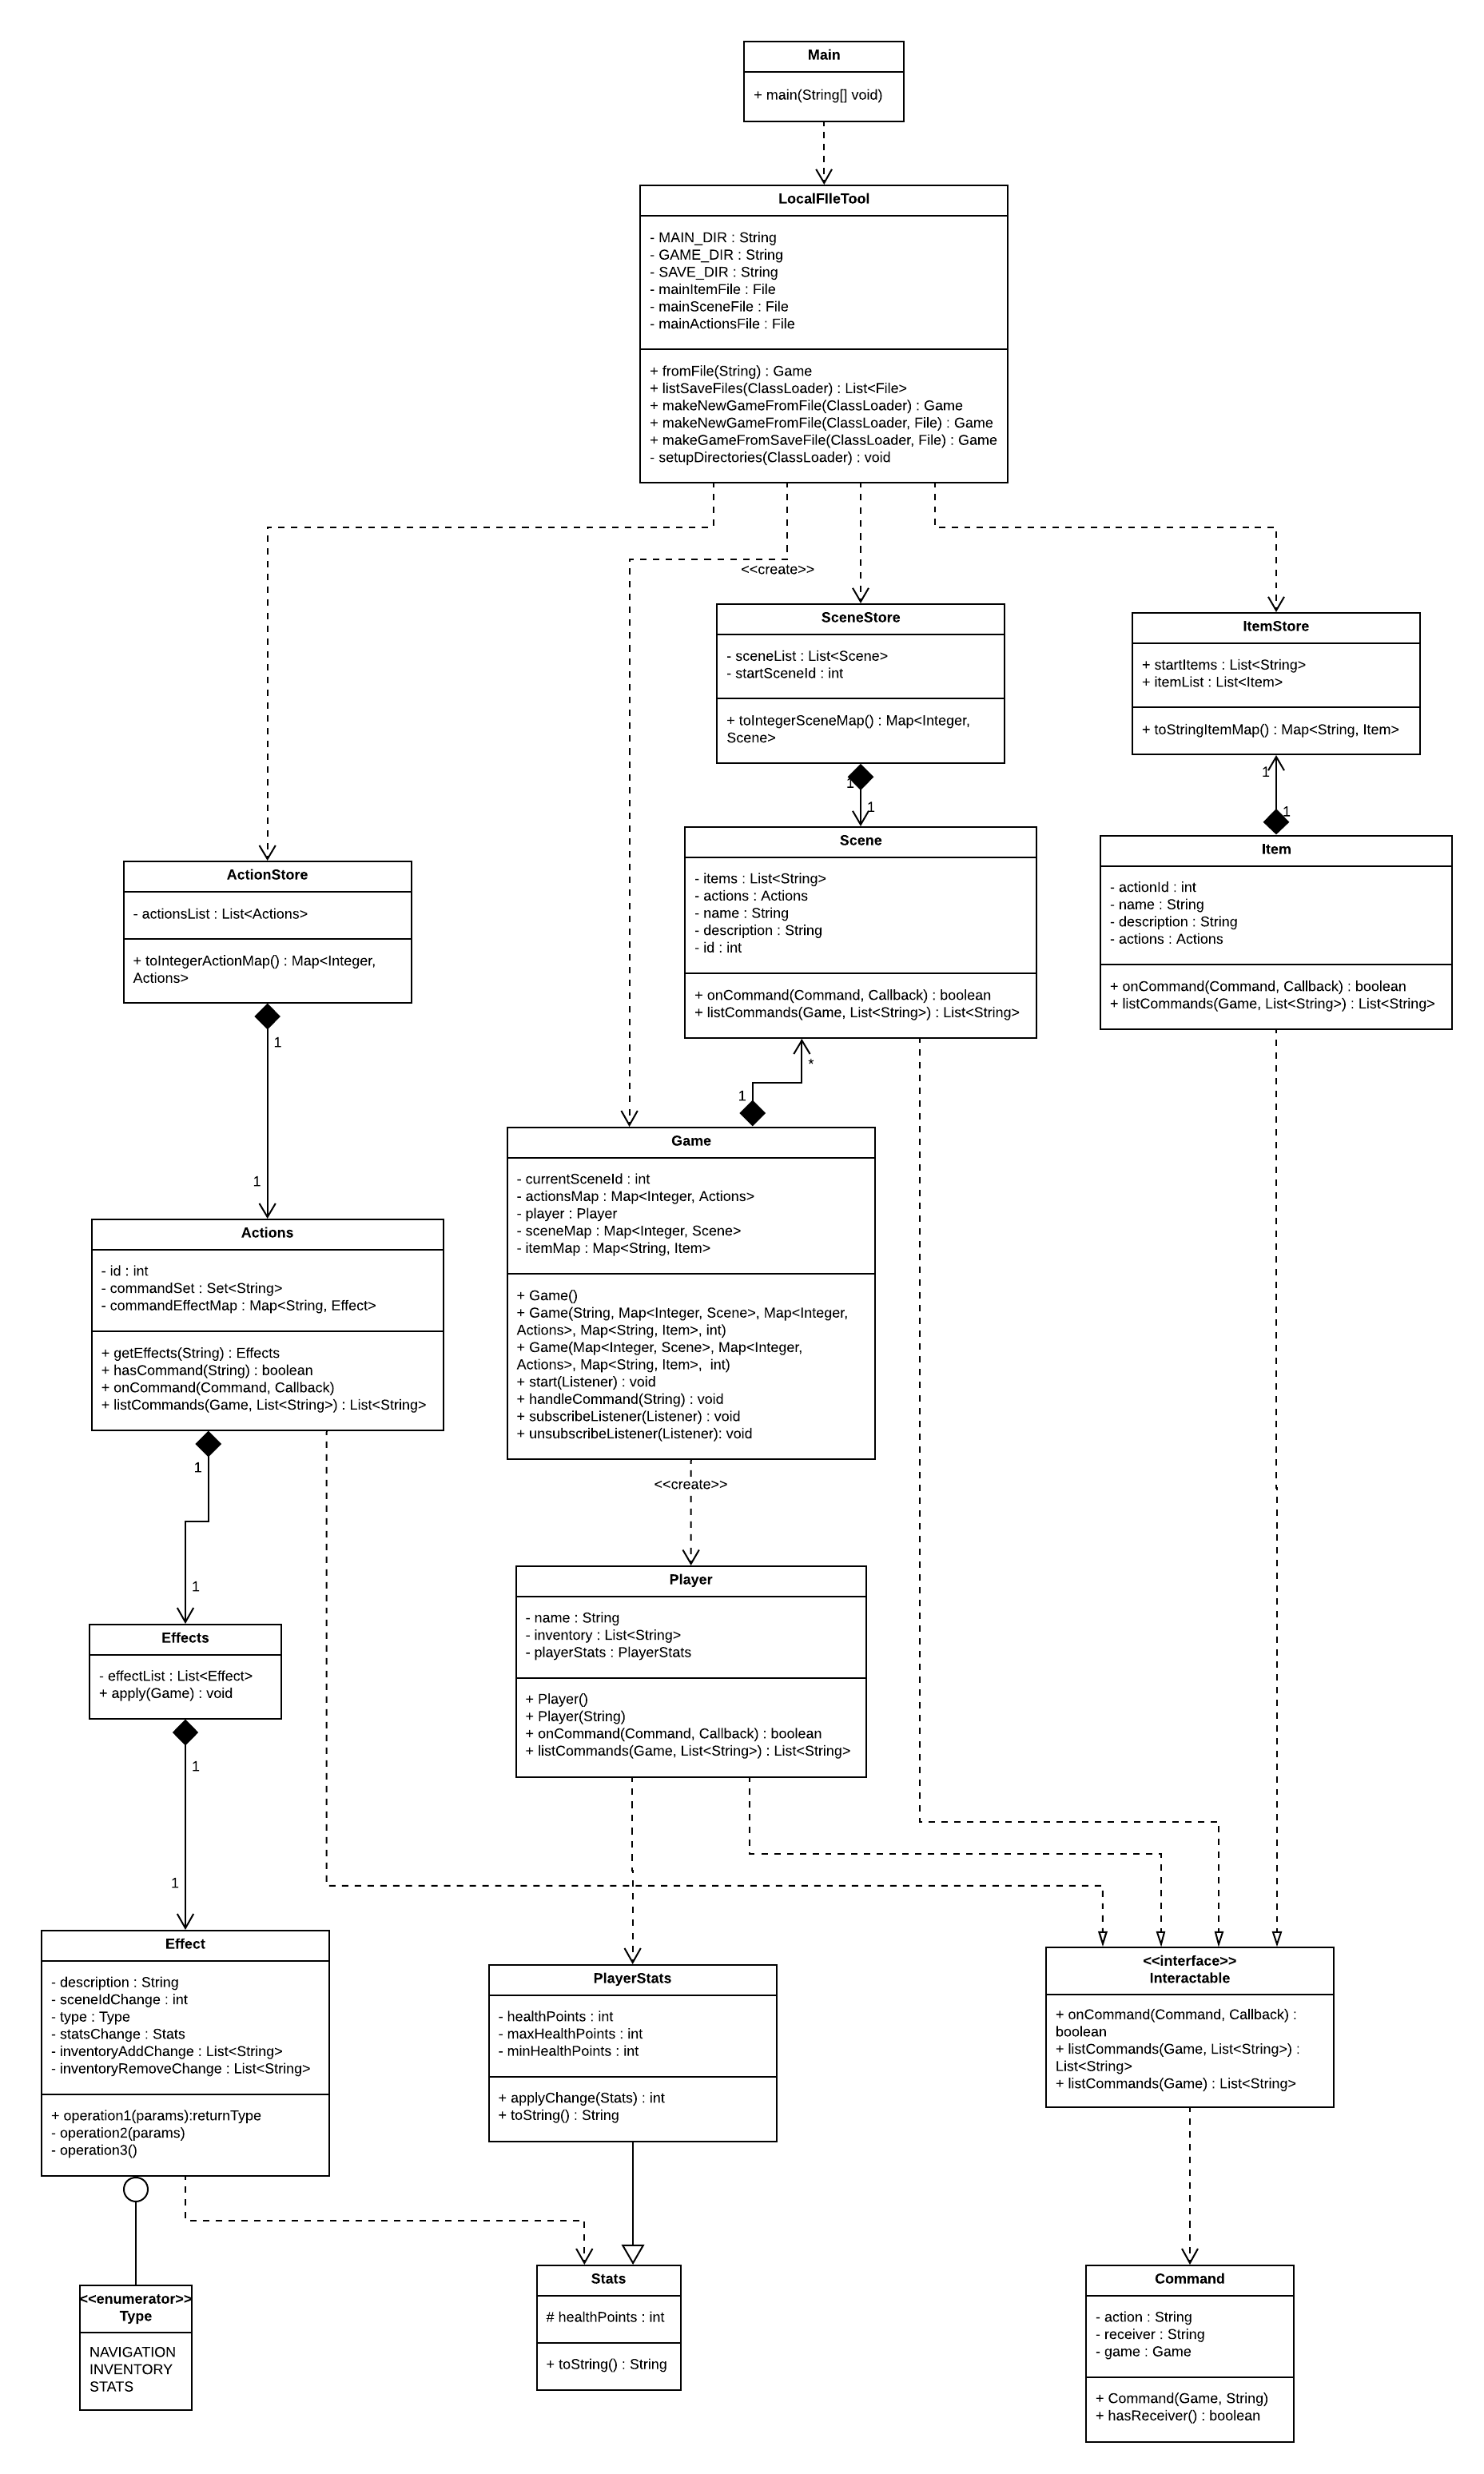 Main
+ main(String[] void)
LocalFIleTool
- MAIN_DIR : String
- GAME_DIR : String
- SAVE_DIR : String
- mainItemFile : File
- mainSceneFile : File
- mainActionsFile : File
+ fromFile(String) : Game
+ listSaveFiles(ClassLoader) : List<File>
+ makeNewGameFromFile(ClassLoader) : Game
+ makeNewGameFromFile(ClassLoader, File) : Game
+ makeGameFromSaveFile(ClassLoader, File) : Game
- setupDirectories(ClassLoader) : void
<<create>>
SceneStore
- sceneList : List<Scene>
- startSceneId : int
+ toIntegerSceneMap() : Map<Integer,
Scene>
1
1
ItemStore
+ startItems : List<String>
+ itemList : List<Item>
+ toStringItemMap() : Map<String, Item>
1
1
Scene
- items : List<String>
- actions : Actions
- name : String
- description : String
- id : int
+ onCommand(Command, Callback) : boolean
+ listCommands(Game, List<String>) : List<String>
Item
- actionId : int
- name : String
- description : String
- actions : Actions
+ onCommand(Command, Callback) : boolean
+ listCommands(Game, List<String>) : List<String>
ActionStore
- actionsList : List<Actions>
+ toIntegerActionMap() : Map<Integer,
Actions>
1
1
*
1
Game
- currentSceneId : int
- actionsMap : Map<Integer, Actions>
- player : Player
- sceneMap : Map<Integer, Scene>
- itemMap : Map<String, Item>
+ Game()
+ Game(String, Map<Integer, Scene>, Map<Integer,
Actions>, Map<String, Item>, int)
+ Game(Map<Integer, Scene>, Map<Integer,
Actions>, Map<String, Item>,  int)
+ start(Listener) : void
+ handleCommand(String) : void
+ subscribeListener(Listener) : void
+ unsubscribeListener(Listener): void
<<create>>
Actions
- id : int
- commandSet : Set<String>
- commandEffectMap : Map<String, Effect>
+ getEffects(String) : Effects
+ hasCommand(String) : boolean
+ onCommand(Command, Callback)
+ listCommands(Game, List<String>) : List<String>
1
1
Player
- name : String
- inventory : List<String>
- playerStats : PlayerStats
+ Player()
+ Player(String)
+ onCommand(Command, Callback) : boolean
+ listCommands(Game, List<String>) : List<String>
Effects
- effectList : List<Effect>
+ apply(Game) : void
1
1
Effect
- description : String
- sceneIdChange : int
- type : Type
- statsChange : Stats
- inventoryAddChange : List<String>
- inventoryRemoveChange : List<String>
+ operation1(params):returnType
- operation2(params)
- operation3()
PlayerStats
- healthPoints : int
- maxHealthPoints : int
- minHealthPoints : int
+ applyChange(Stats) : int
+ toString() : String
<<interface>>
Interactable
+ onCommand(Command, Callback) :
boolean
+ listCommands(Game, List<String>) :
List<String>
+ listCommands(Game) : List<String>
<<enumerator>>
Type
NAVIGATION
INVENTORY
STATS
Stats
# healthPoints : int
+ toString() : String
Command
- action : String
- receiver : String
- game : Game
+ Command(Game, String)
+ hasReceiver() : boolean